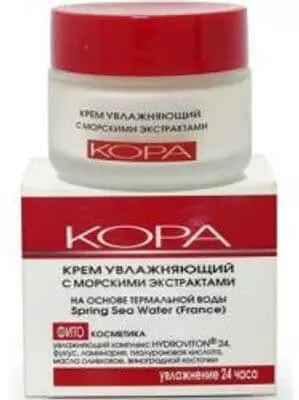 КРЕМ УВЛАЖНЯЮЩИЙ
С МОРСКИМИ ЭКСТРАКТАМИ
КОРА
КОРА
КРЕМ УВЛАЖНЯЮЩИЙ
С МОРСКИМИ ЭКСТРАКТАМИ
НА ОСНОВЕ ТЕРМАЛЬНОЙ ВОДЫ
Spring Sea Water (France)
ФИТО КОСМЕТИКА
увлажняющий комплекс HYDROVITON® 24,
фукус, ламинария, гиалуроновая кислота,
масла оливковое, виноградной косточки
увлажнение 24 часа